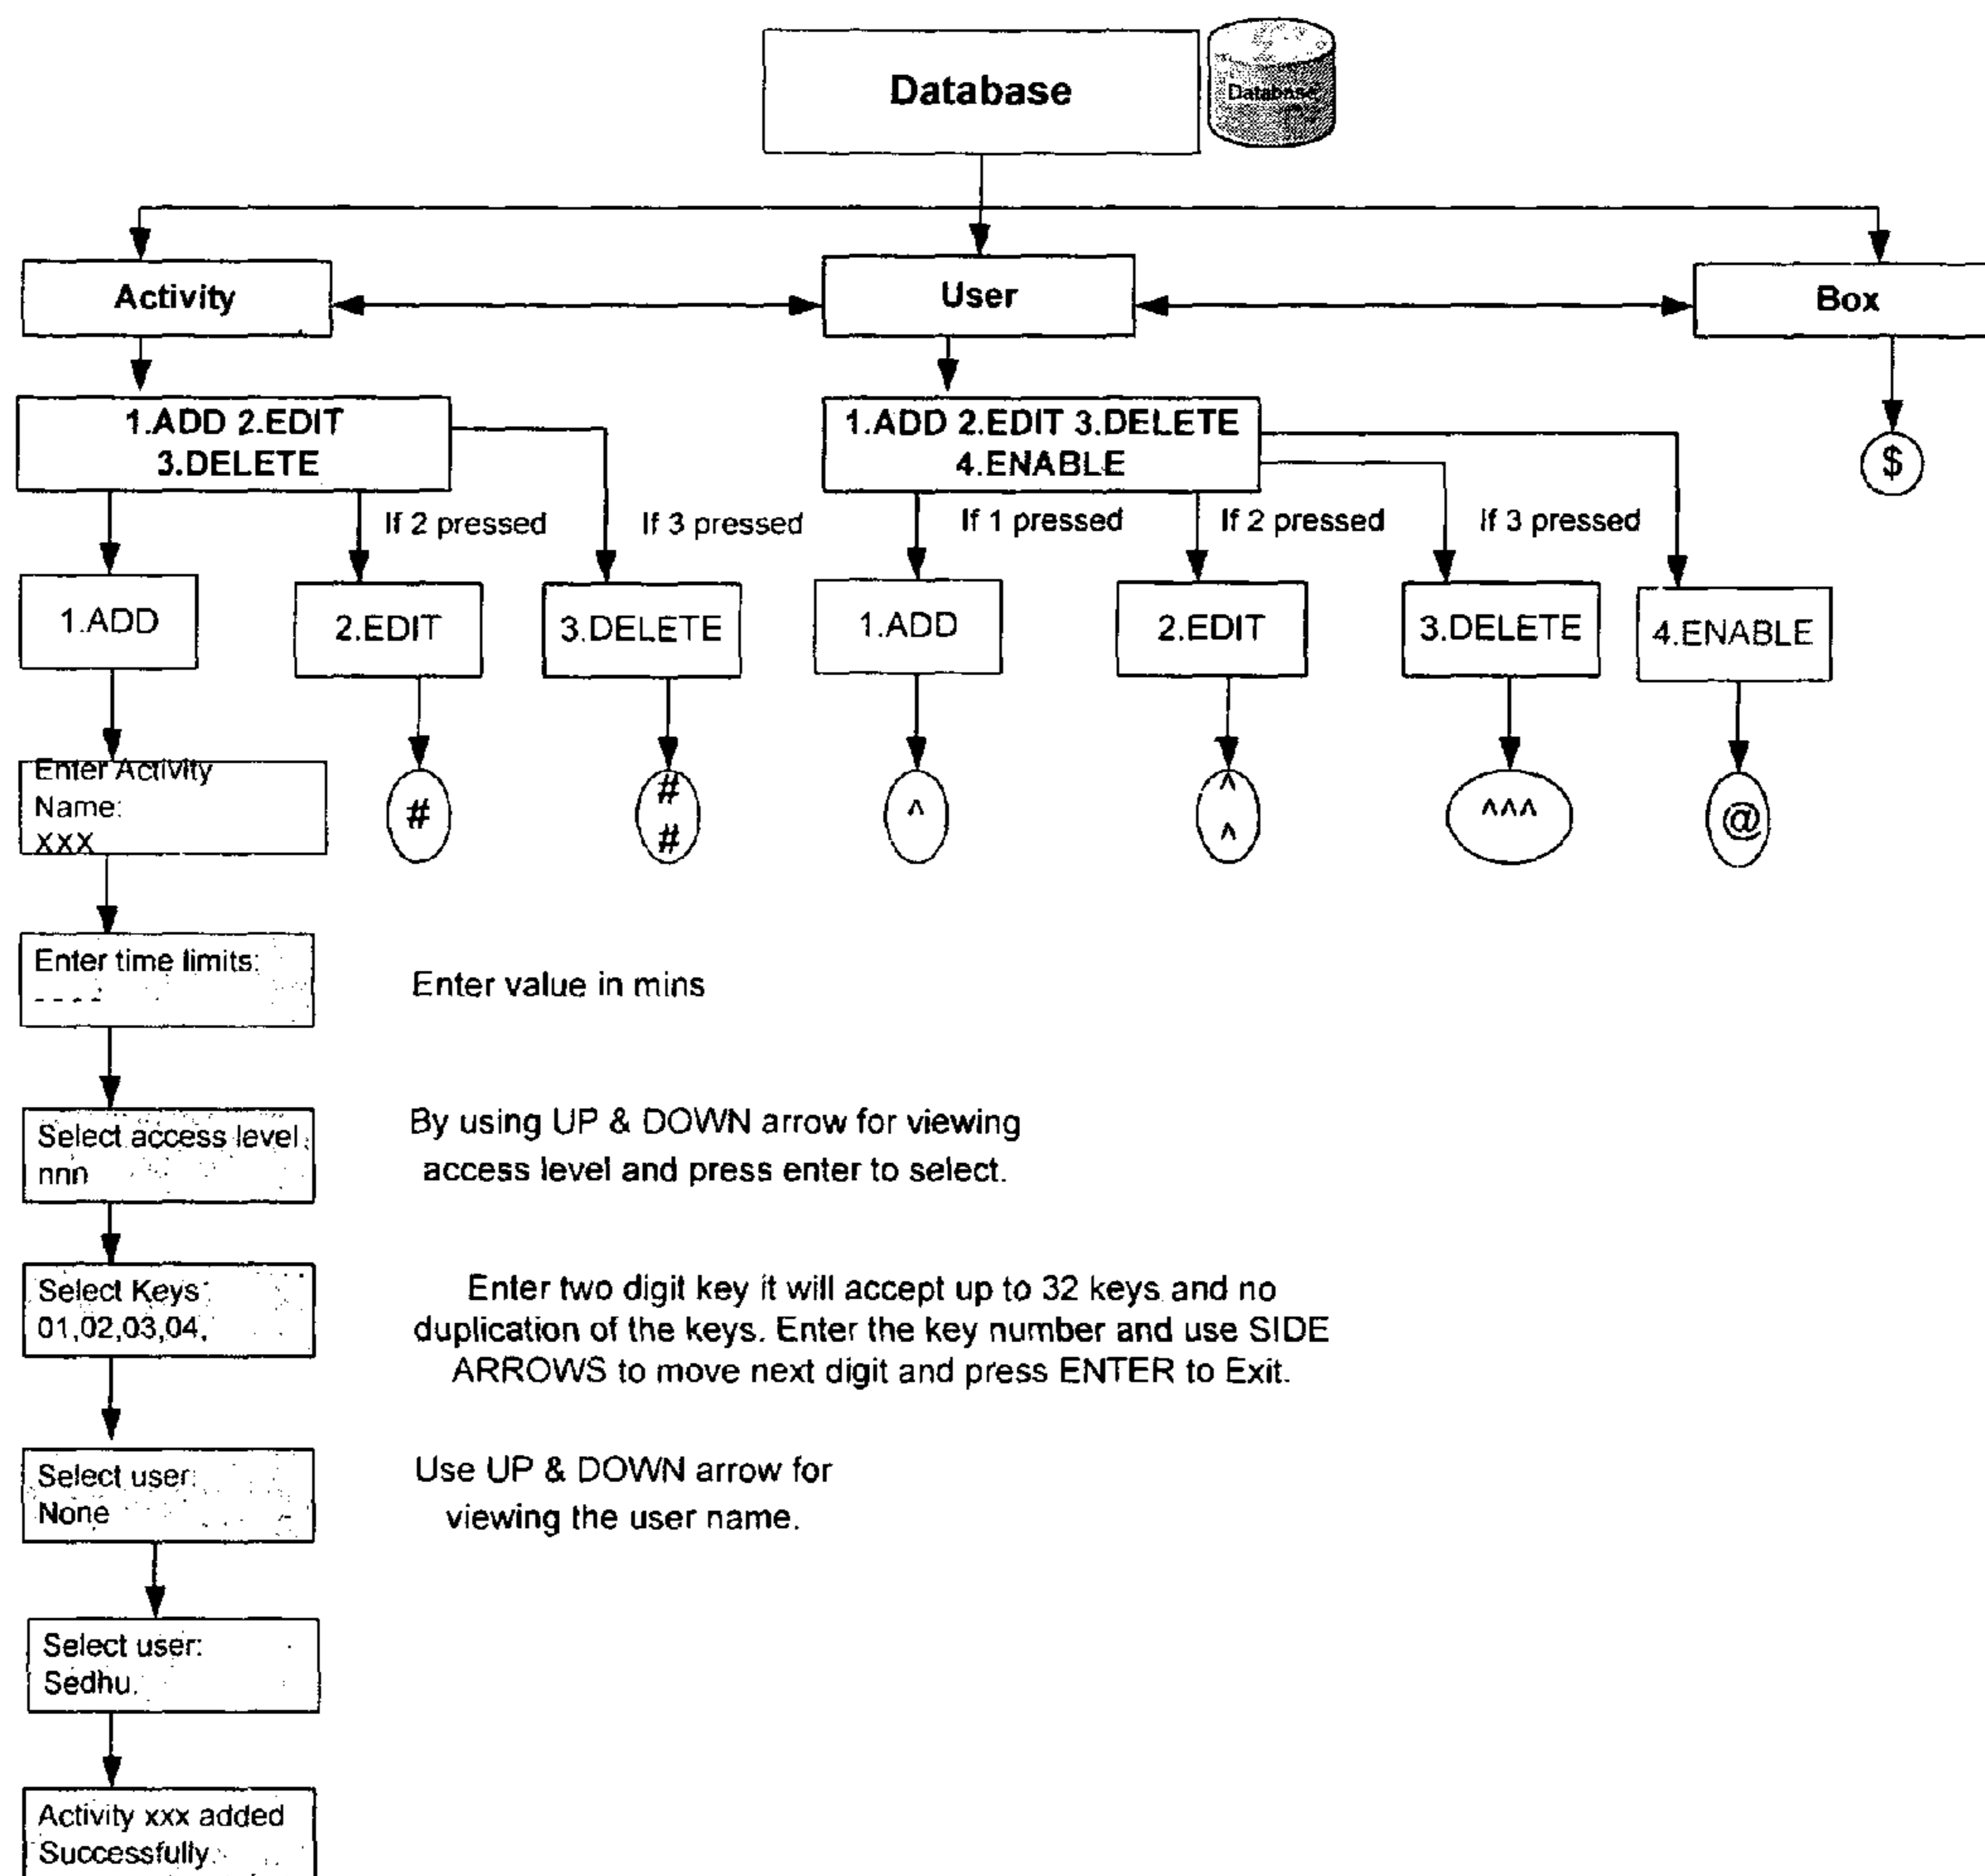 Database
Database
Activity
User
Box
1.ADD 2.EDIT
3.DELETE
1.ADD 2.EDIT 3.DELETE
4.ENABLE
$
If 2 pressed
If 3 pressed
If 1 pressed
If 2 pressed
If 3 pressed
1.ADD
2.EDIT
3.DELETE
1.ADD
2.EDIT
3.DELETE
4.ENABLE
Enter Activity
Name:
XXX
#
#
#
^
^
^
^^^
@
Enter time limits:
- - - -
Enter value in mins
Select access level:
nnn
By using UP & DOWN arrow for viewing
access level and press enter to select.
Select Keys:
01,02,03,04,
Enter two digit key it will accept up to 32 keys and no
duplication of the keys. Enter the key number and use SIDE
ARROWS to move next digit and press ENTER to Exit.
Select user:
None
Use UP & DOWN arrow for
viewing the user name.
Select user:
Sedhu.
Activity xxx added
Successfully.